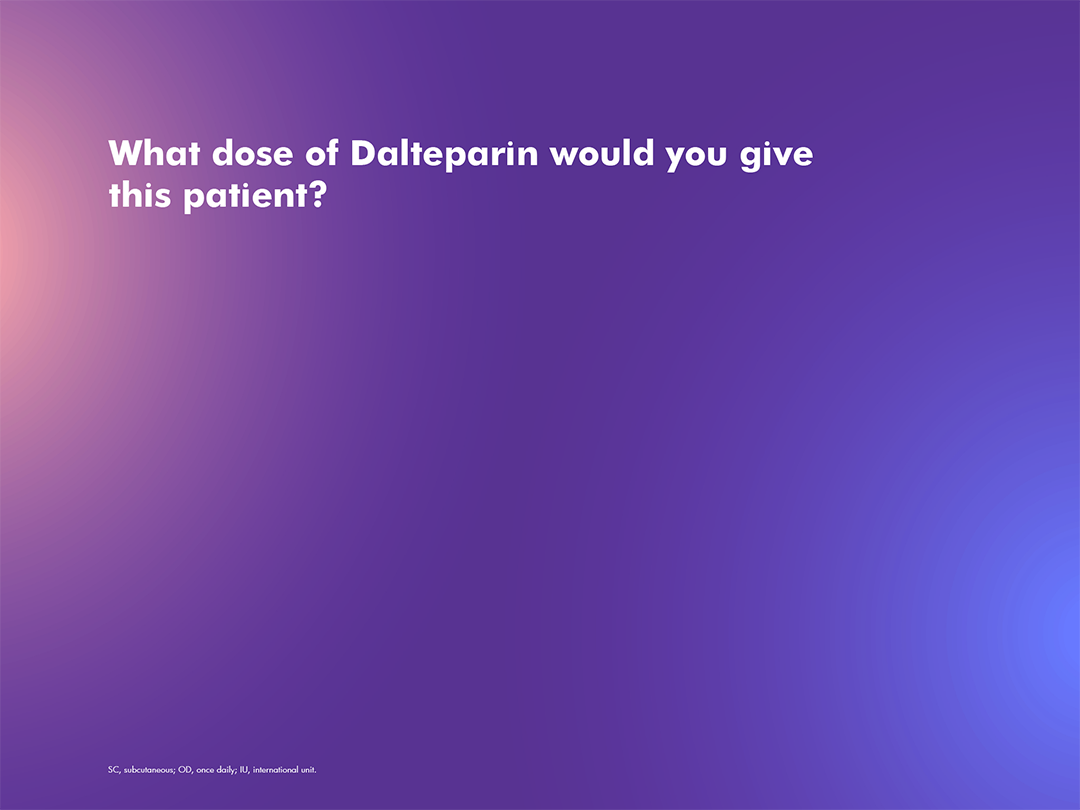 What dose of Dalteparin would you give
this patient?
SC, subcutaneous; OD, once daily; IU, international unit.